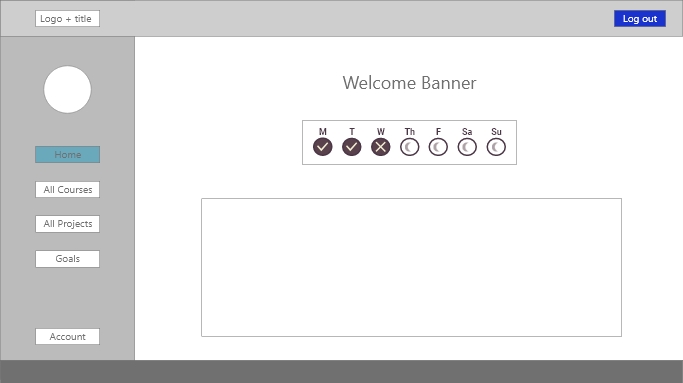 Logo + title
Log out
Welcome Banner
M T W Th F Sa Su
Home
All Courses
All Projects
Goals
Account